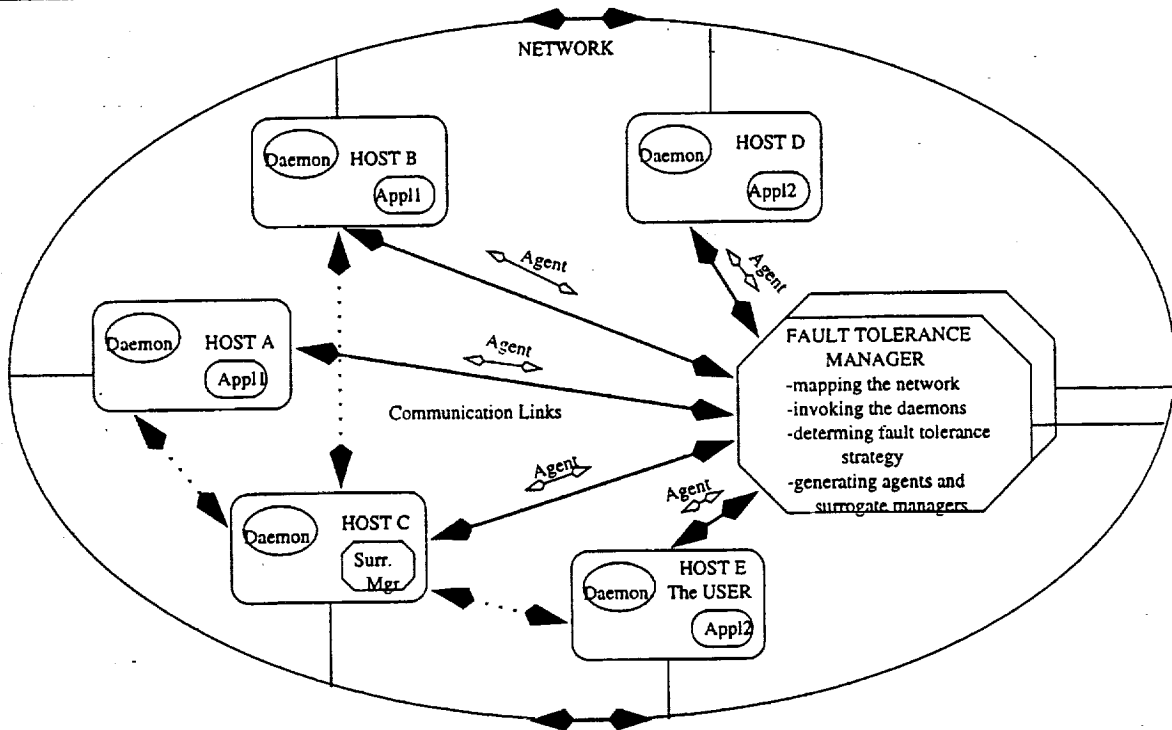 NETWORK
Daemon
HOST B
Appl1
Daemon
HOST D
Appl2
Agent
Agent
Daemon
HOST A
Appl1
Agent
FAULT TOLERANCE
MANAGER
-mapping the network
-invoking the daemons
-determing fault tolerance
strategy
-generating agents and
surrogate managers
Communication Links
Agent
Agent
Daemon
HOST C
Surr.
Mgr
Daemon
HOST E
The USER
Appl2